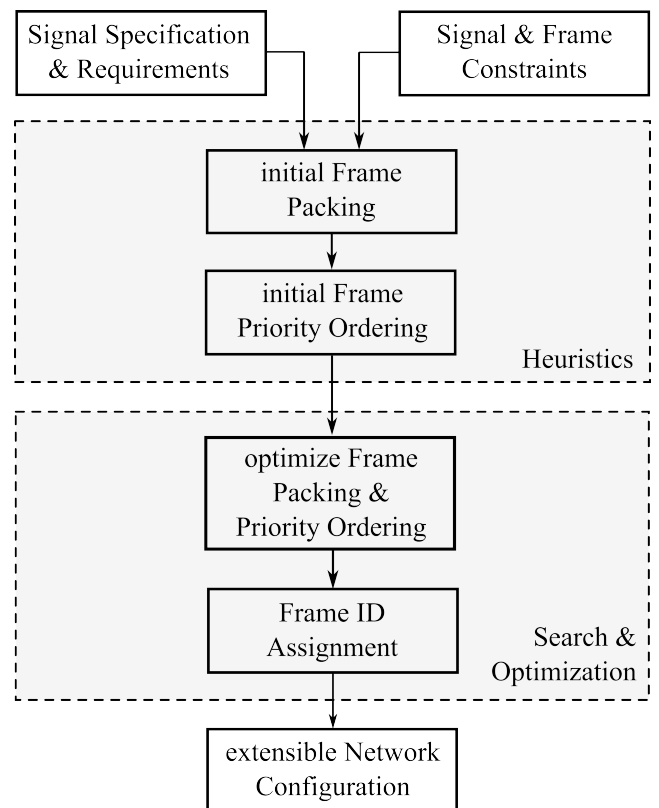 Signal Specification
& Requirements
Signal & Frame
Constraints
initial Frame
Packing
initial Frame
Priority Ordering
Heuristics
optimize Frame
Packing &
Priority Ordering
Frame ID
Assignment
Search &
Optimization
extensible Network
Configuration